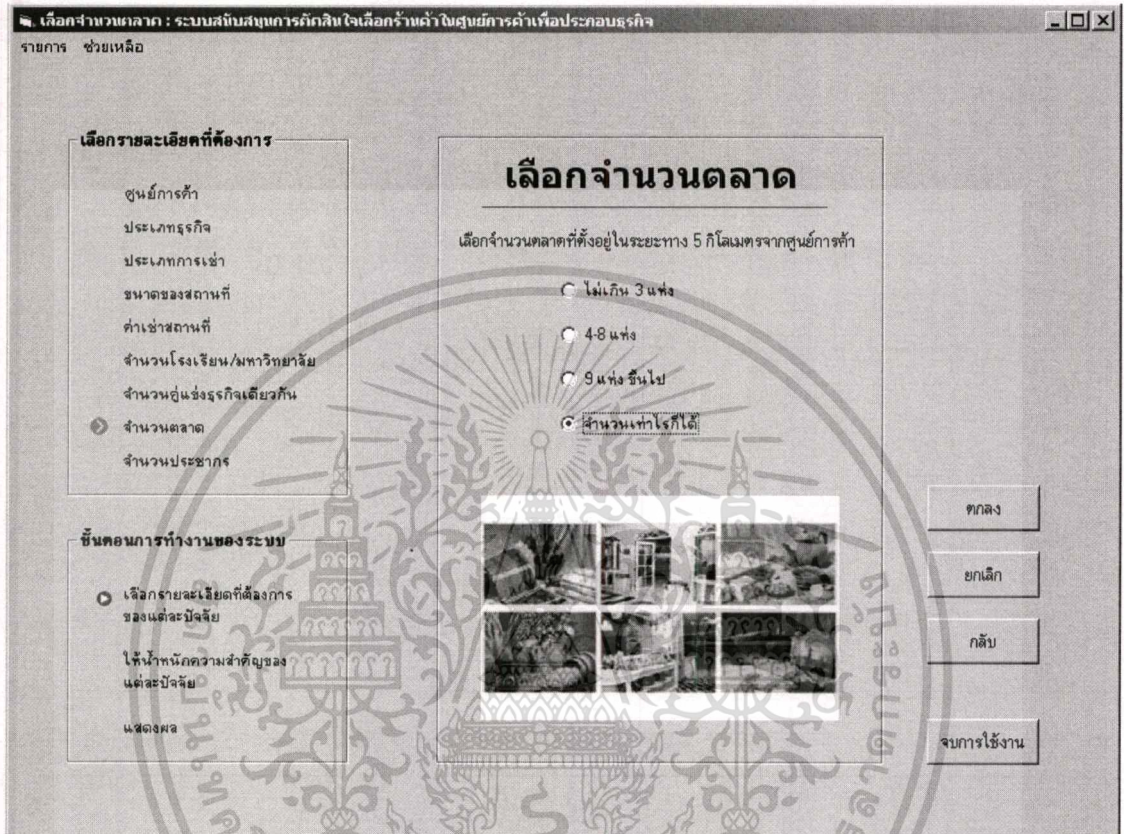 เลือกจำนวนตลาด : ระบบสนับสนุนการตัดสินใจเลือกร้านค้าในศูนย์การค้าเพื่อประกอบธุรกิจ
รายการ ช่วยเหลือ
เลือกรายละเอียดที่ต้องการ
ศูนย์การค้า
ประเภทธุรกิจ
ประเภทการเช่า
ขนาดของสถานที่
ค่าเช่าสถานที่
จำนวนโรงเรียน/มหาวิทยาลัย
จำนวนคู่แข่งธุรกิจเดียวกัน
จำนวนตลาด
จำนวนประชากร
ขั้นตอนการทำงานของระบบ
เลือกรายละเอียดที่ต้องการ
ของแต่ละปัจจัย
ให้น้ำหนักความสำคัญของ
แต่ละปัจจัย
แสดงผล
เลือกจำนวนตลาด
เลือกจำนวนตลาดที่ตั้งอยู่ในระยะทาง 5 กิโลเมตรจากศูนย์การค้า
ไม่เกิน 3 แห่ง
4-8 แห่ง
9 แห่ง ขึ้นไป
จำนวนเท่าไรก็ได้
ตกลง
ยกเลิก
กลับ
จบการใช้งาน